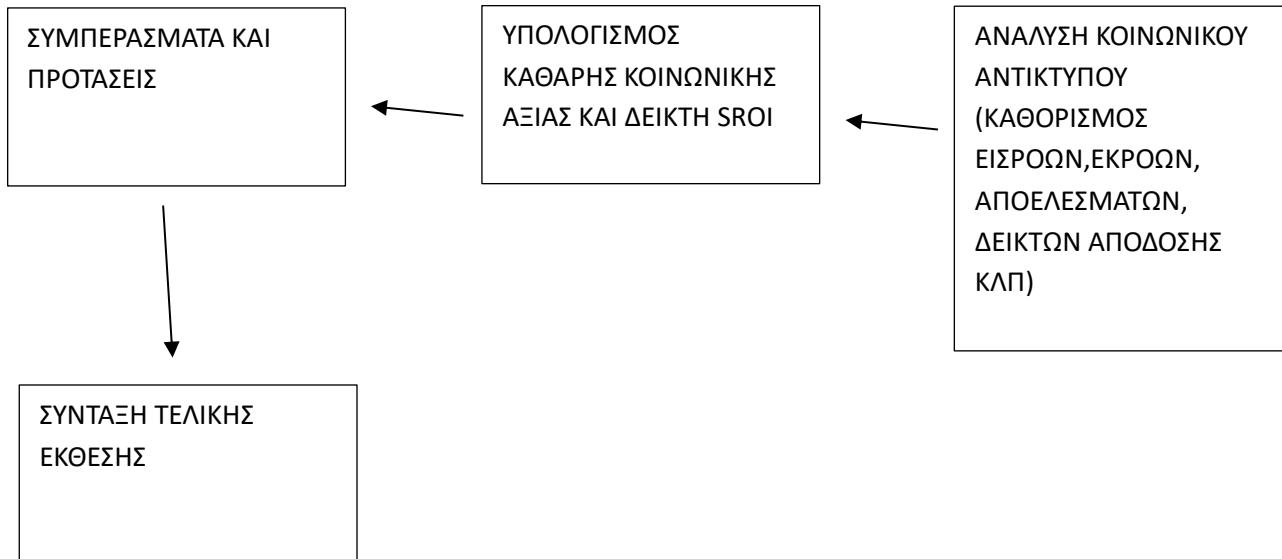 ΣΥΜΠΕΡΑΣΜΑΤΑ ΚΑΙ
ΠΡΟΤΑΣΕΙΣ
ΥΠΟΛΟΓΙΣΜΟΣ
ΚΑΘΑΡΗΣ ΚΟΙΝΩΝΙΚΗΣ
ΑΞΙΑΣ ΚΑΙ ΔΕΙΚΤΗ SROI
ΑΝΑΛΥΣΗ ΚΟΙΝΩΝΙΚΟΥ
ΑΝΤΙΚΤΥΠΟΥ
(ΚΑΘΟΡΙΣΜΟΣ
ΕΙΣΡΟΩΝ,ΕΚΡΟΩΝ,
ΑΠΟΕΛΕΣΜΑΤΩΝ,
ΔΕΙΚΤΩΝ ΑΠΟΔΟΣΗΣ
ΚΛΠ)
ΣΥΝΤΑΞΗ ΤΕΛΙΚΗΣ
ΕΚΘΕΣΗΣ